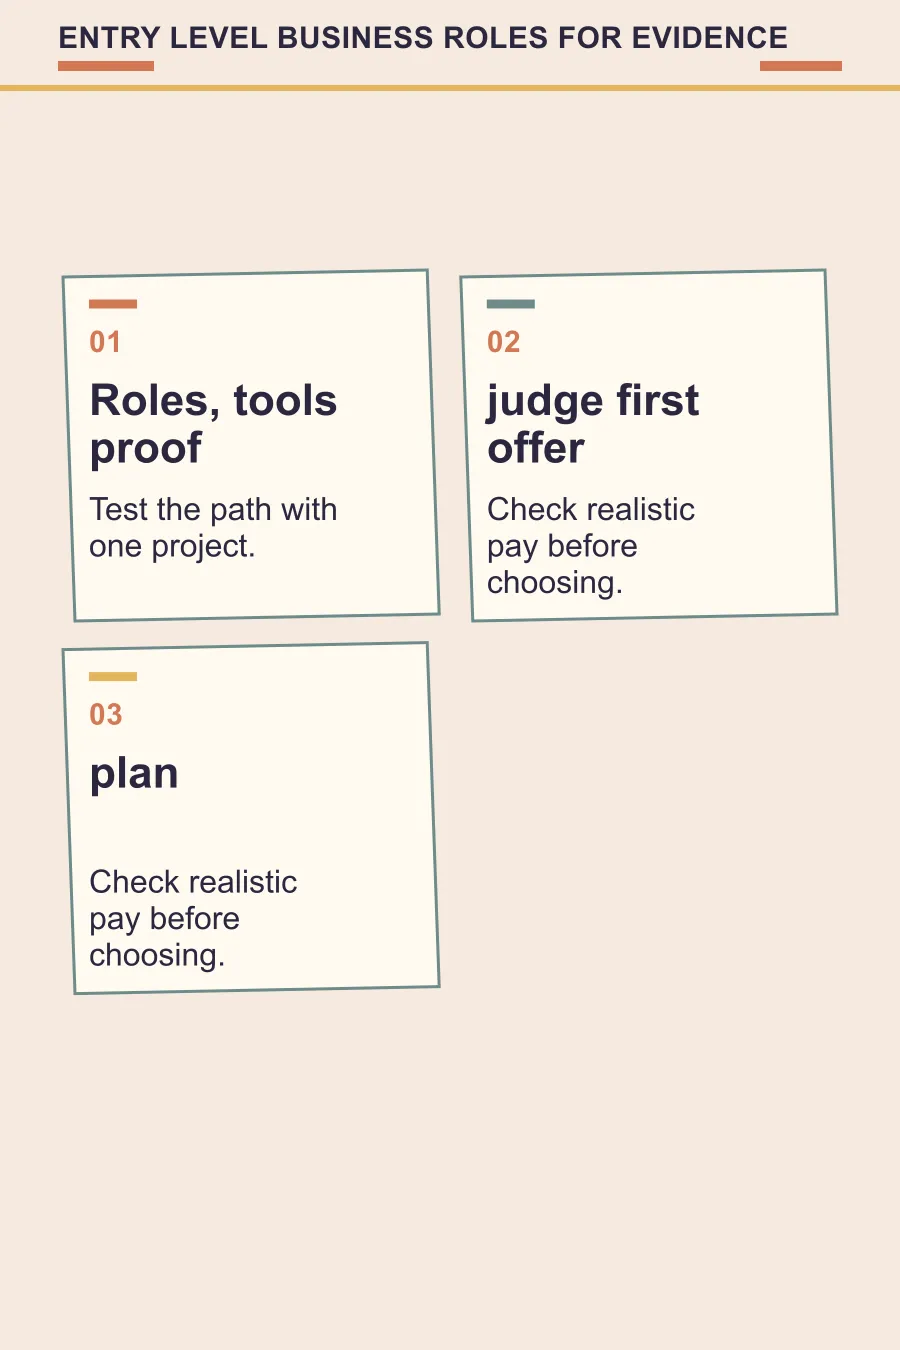 ENTRY LEVEL BUSINESS ROLES FOR EVIDENCE
01
Roles, tools
proof
Test the path with
one project.
02
judge first
offer
Check realistic
pay before
choosing.
03
plan
Check realistic
pay before
choosing.